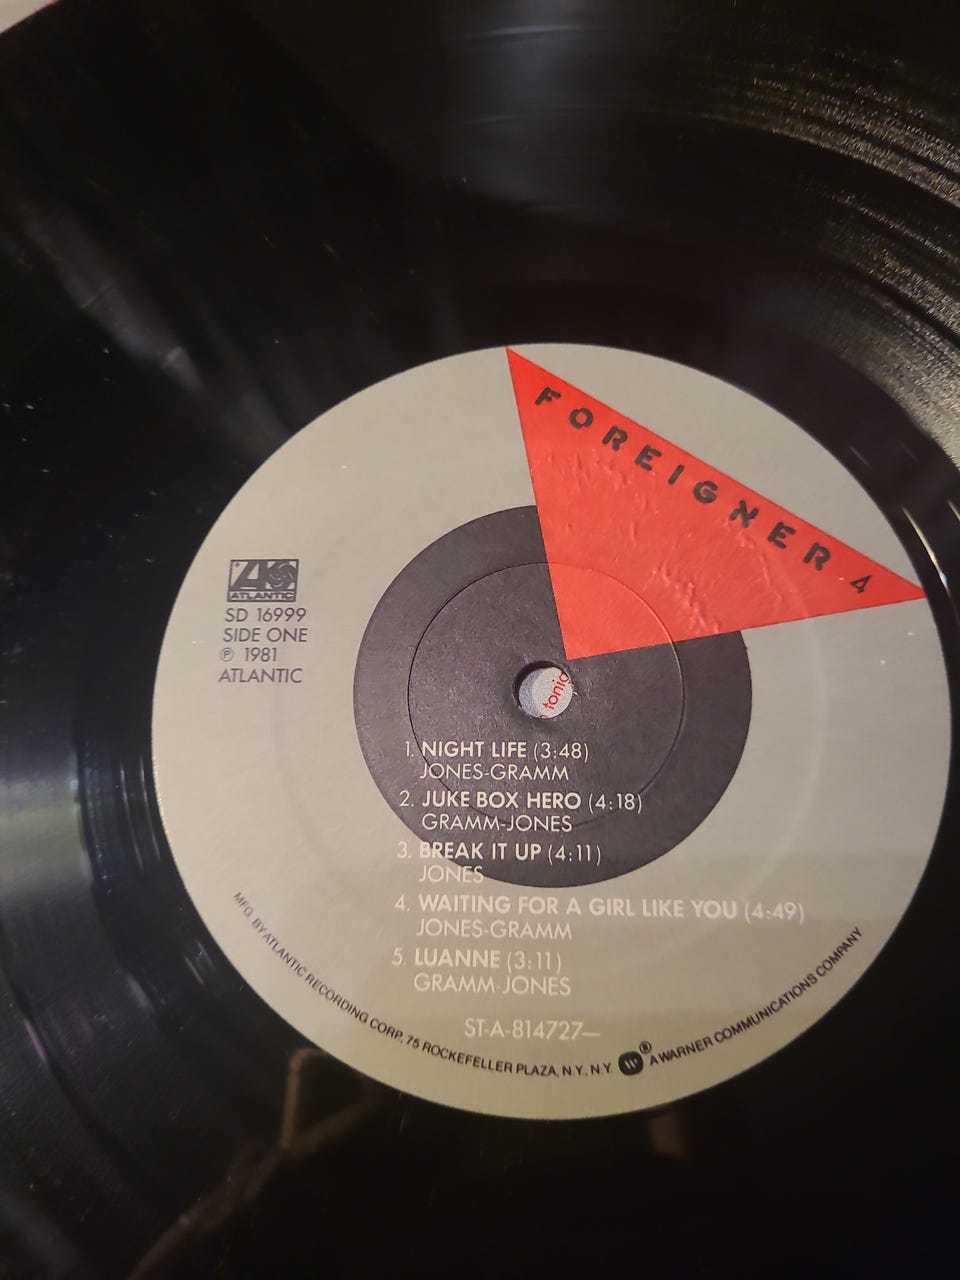 FOREIGNER 4
ATLANTIC
SD 16999
SIDE ONE
℗ 1981
ATLANTIC
tonig
1. NIGHT LIFE (3:48)
JONES-GRAMM
2. JUKE BOX HERO (4:18)
GRAMM-JONES
3. BREAK IT UP (4:11)
JONES
4. WAITING FOR A GIRL LIKE YOU (4:49)
JONES-GRAMM
5. LUANNE (3:11)
GRAMM-JONES
ST-A-814727—
MFG. BY ATLANTIC RECORDING CORP., 75 ROCKEFELLER PLAZA, N.Y., N.Y. W ® A WARNER COMMUNICATIONS COMPANY